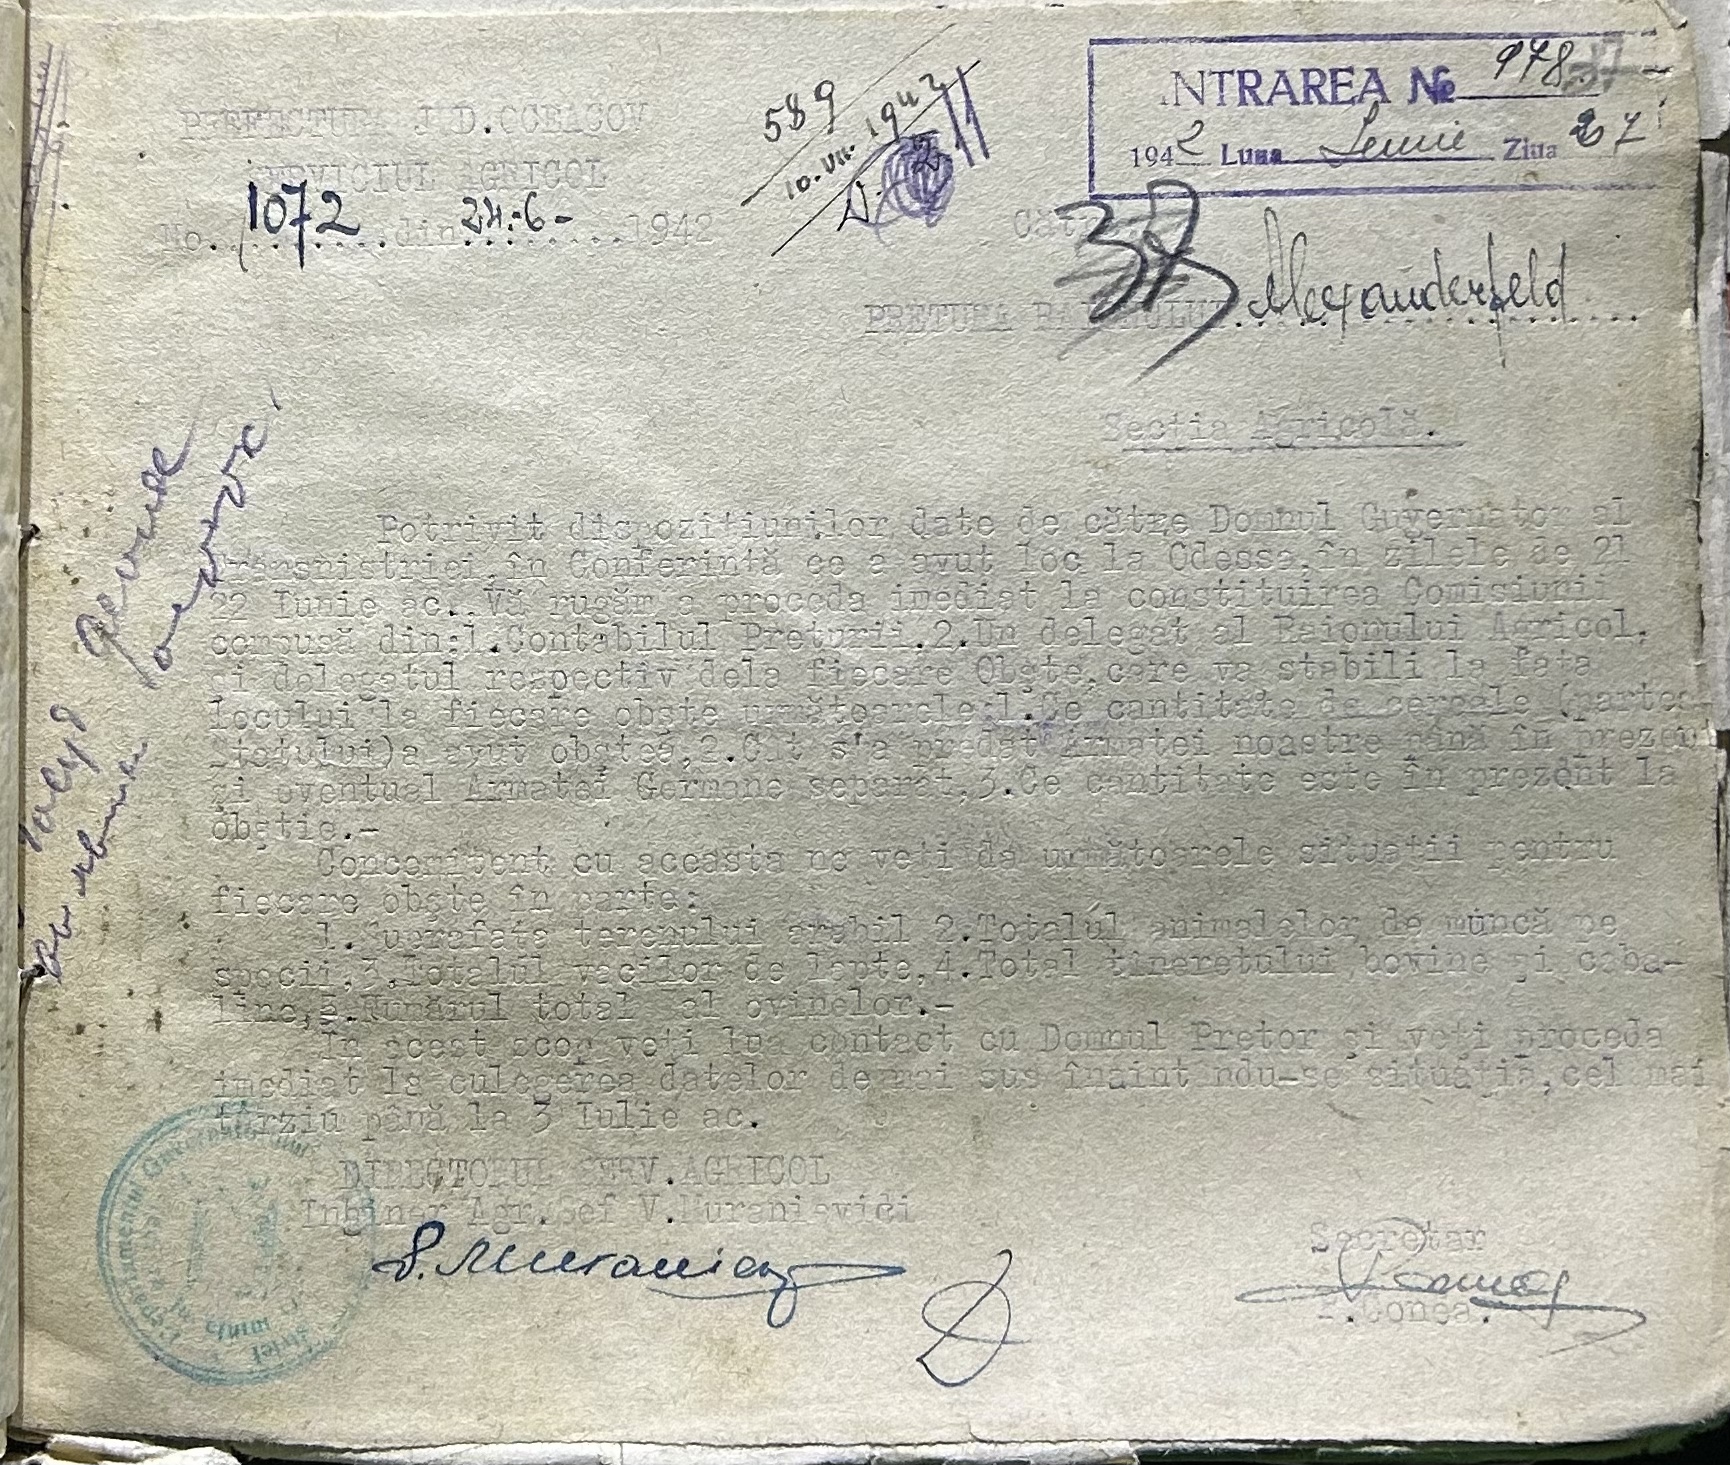 INTRAREA № 978
1942 Luna Iunie Ziua 27
589
10.VII.1942
PREFECTURA JUD.OCEACOV
SERVICIUL AGRICOL
No. 1072 din 24.6- 1942
Către
PRETURA RAIONULUI Alexanderfeld
Secția Agricolă.
Potrivit dispozițiunilor date de către Domnul Guvernator al
Transnistriei, în Conferință ce a avut loc la Odessa, în zilele de 21
22 Iunie ac., Vă rugăm a proceda imediat la constituirea Comisiunii
compusă din:1.Contabilul Preturii.2.Un delegat al Raionului Agricol,
și delegatul respectiv dela fiecare Obște, care va stabili la fața
locului la fiecare obște următoarele:1.Ce cantitate de cereale (partea
Statului)a avut obștea,2.Cât s'a predat Armatei noastre până în prezent
și eventual Armatei Germane separat,3.Ce cantitate este în prezent la
obștie.-
Concomitent cu aceasta ne veți da următoarele situații pentru
fiecare obște în parte:
1.Suprafața terenului arabil 2.Totalul animalelor de muncă pe
specii,3.Totalul vacilor de lapte,4.Total tineretului bovine și caba-
line,5.Numărul total al ovinelor.-
În acest scop veți lua contact cu Domnul Pretor și veți proceda
imediat la culegerea datelor de mai sus înaint ndu-se situația,cel mai
târziu până la 3 Iulie ac.
DIRECTORUL SERV.AGRICOL
Inginer Agr.Șef V.Muranievici
Secretar
Conea.